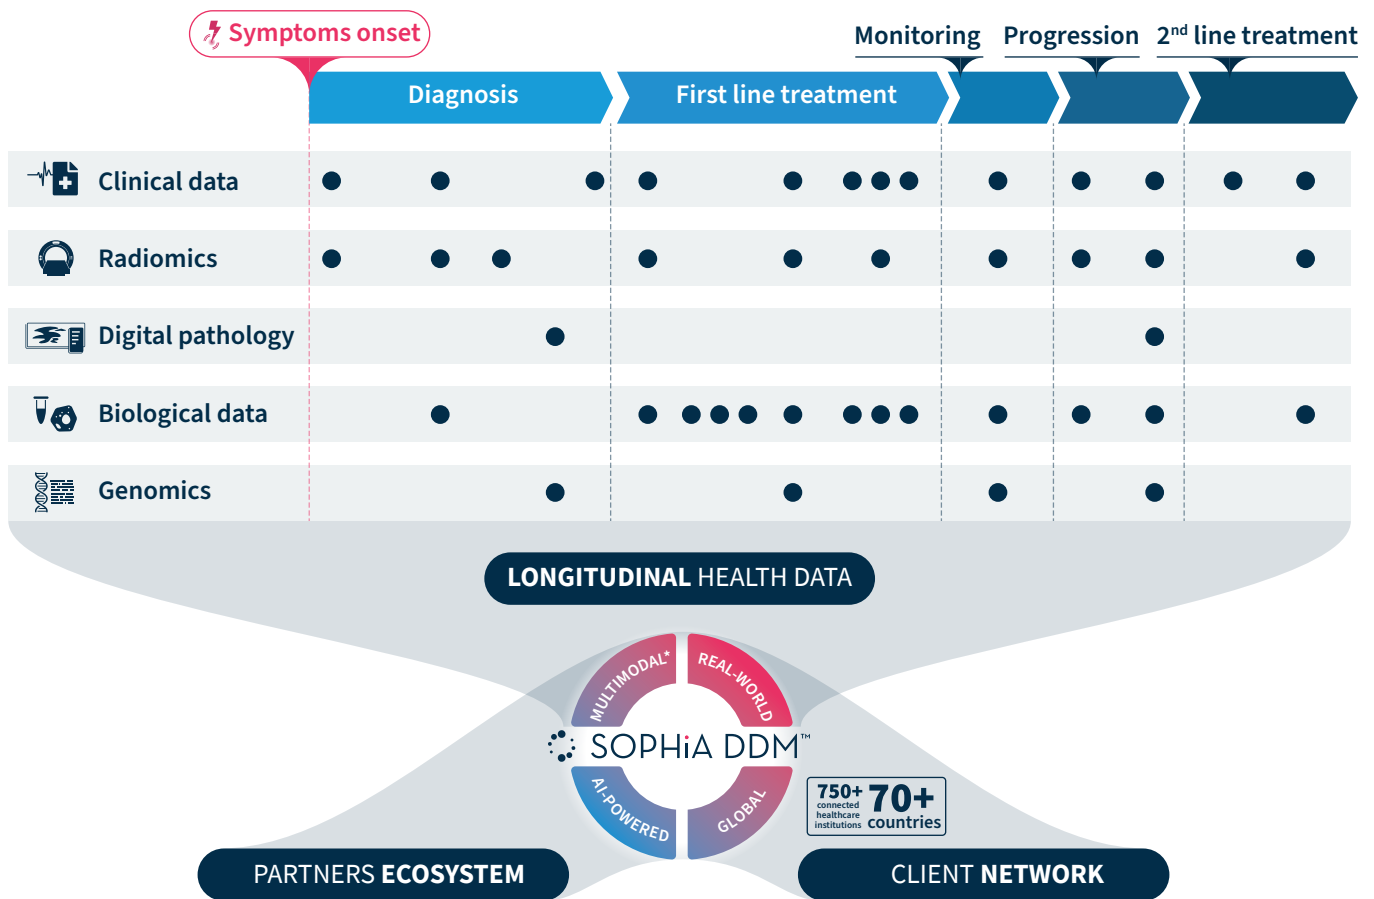 Symptoms onset
Monitoring
Progression
2nd line treatment
Diagnosis
First line treatment
Clinical data
Radiomics
Digital pathology
Biological data
Genomics
LONGITUDINAL HEALTH DATA
MULTIMODAL*
REAL-WORLD
SOPHiA DDM™
AI-POWERED
GLOBAL
750+
connected
healthcare
institutions
70+
countries
PARTNERS ECOSYSTEM
CLIENT NETWORK